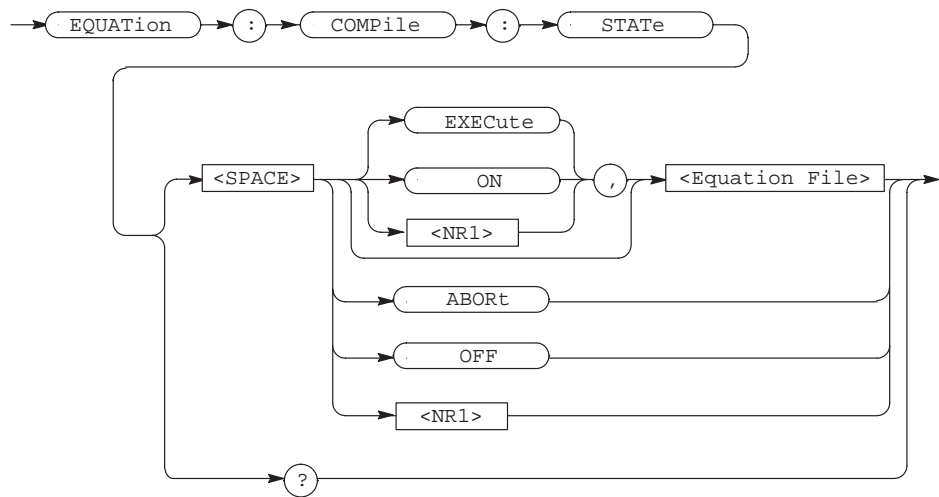 EQUATion : COMPile : STATe
EXECute
<SPACE> ON , <Equation File>
<NR1>
ABORt
OFF
<NR1>
?